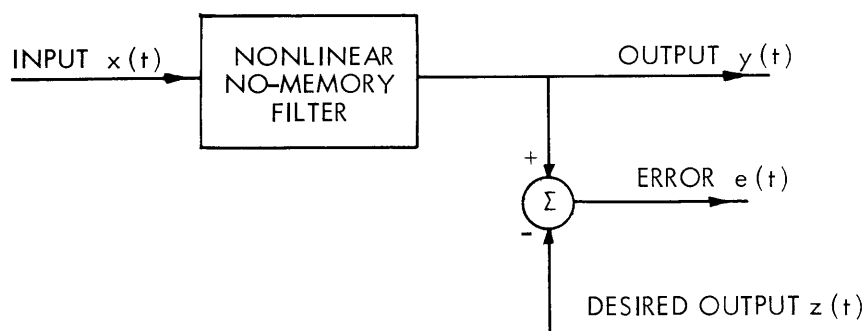 INPUT x(t)
NONLINEAR
NO-MEMORY
FILTER
OUTPUT y(t)
+
ERROR e(t)
Σ
-
DESIRED OUTPUT z(t)